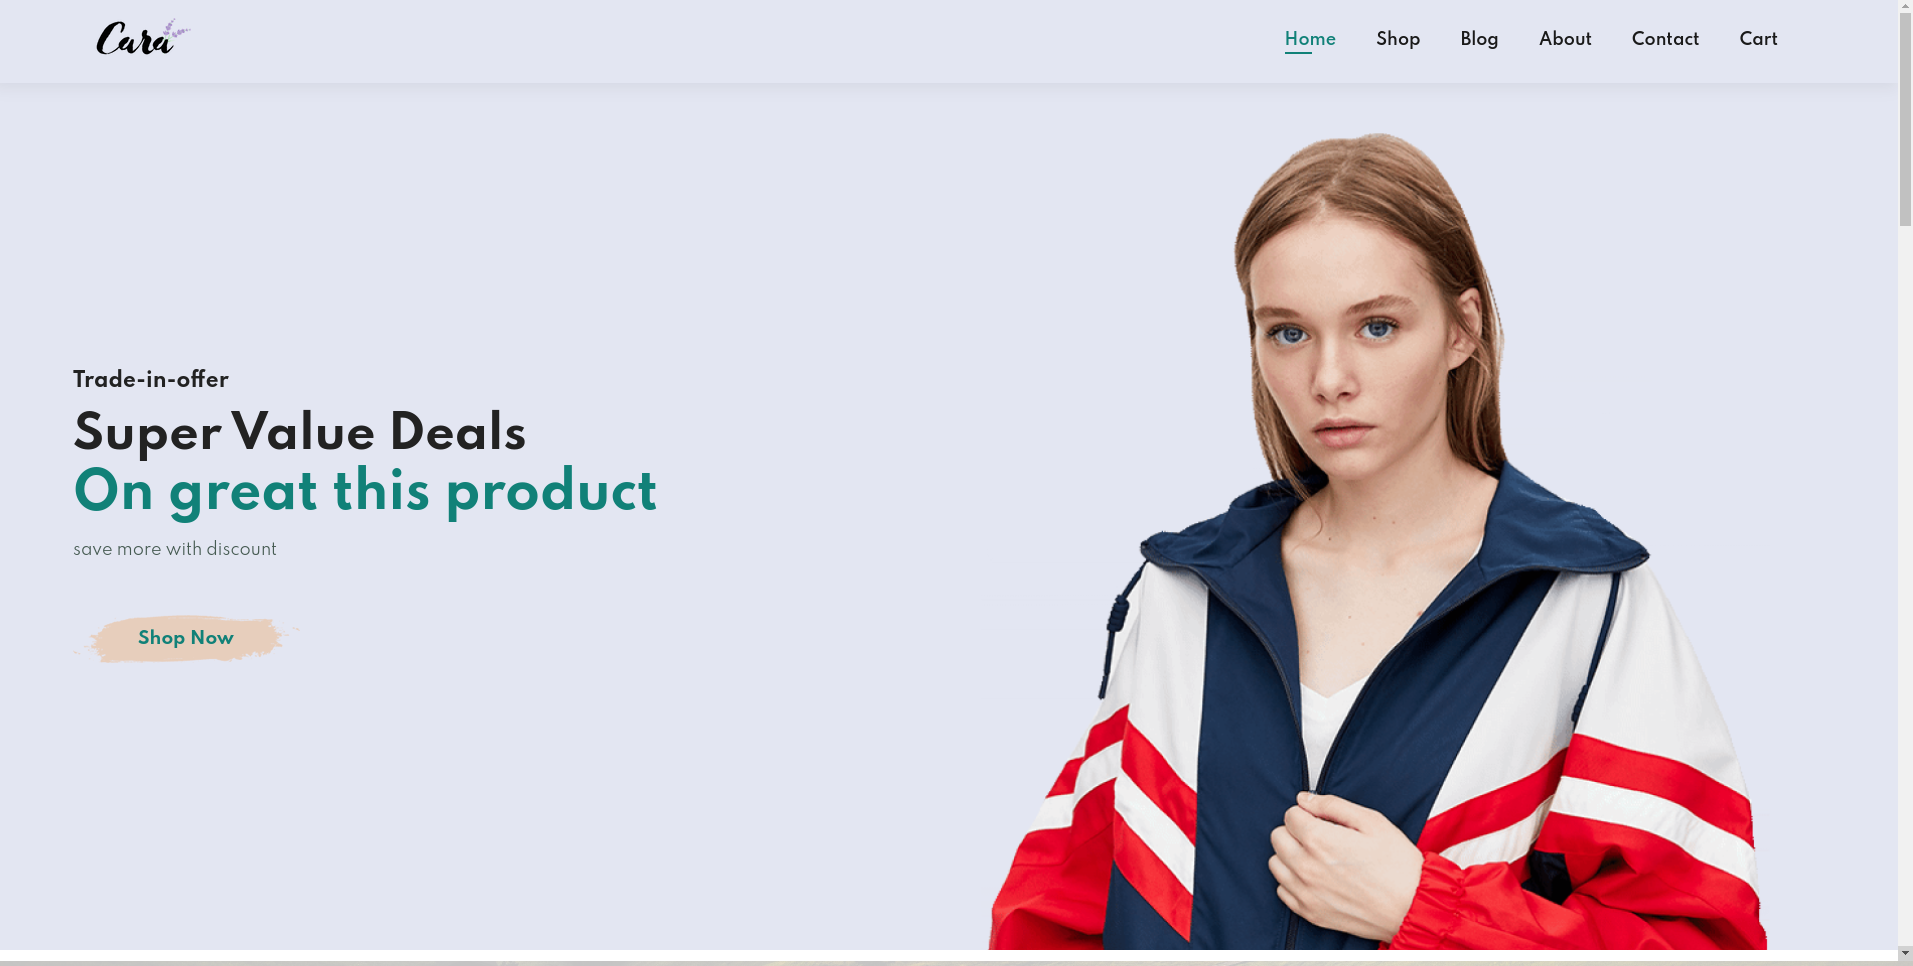 Cara
Home Shop Blog About Contact Cart
Trade-in-offer
Super Value Deals
On great this product
save more with discount
Shop Now